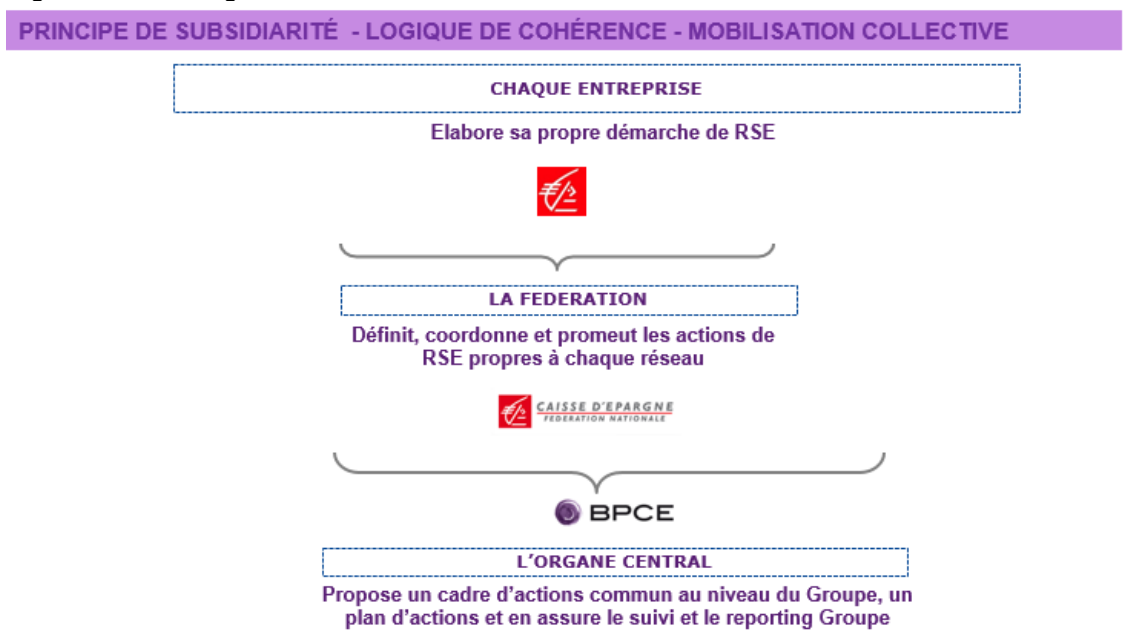 PRINCIPE DE SUBSIDIARITÉ - LOGIQUE DE COHÉRENCE - MOBILISATION COLLECTIVE
CHAQUE ENTREPRISE
Elabore sa propre démarche de RSE
LA FEDERATION
Définit, coordonne et promeut les actions de
RSE propres à chaque réseau
CAISSE D'EPARGNE
FEDERATION NATIONALE
BPCE
L'ORGANE CENTRAL
Propose un cadre d'actions commun au niveau du Groupe, un
plan d'actions et en assure le suivi et le reporting Groupe